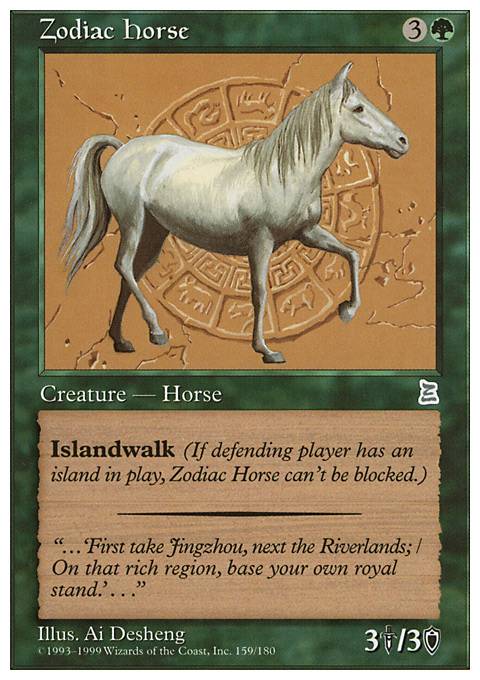 Zodiac Horse 3
Creature — Horse
Islandwalk (If defending player has an
island in play, Zodiac Horse can't be blocked.)
“...‘First take Jingzhou, next the Riverlands; /
On that rich region, base your own royal
stand.’ . . .”
Illus. Ai Desheng
©1993–1999 Wizards of the Coast, Inc. 159/180
3/3